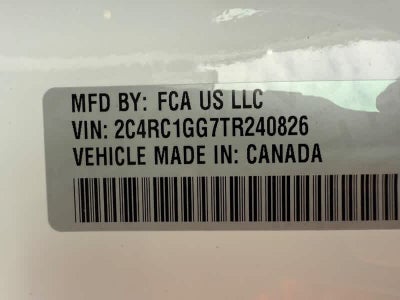 MFD BY: FCA US LLC
VIN: 2C4RC1GG7TR240826
VEHICLE MADE IN: CANADA